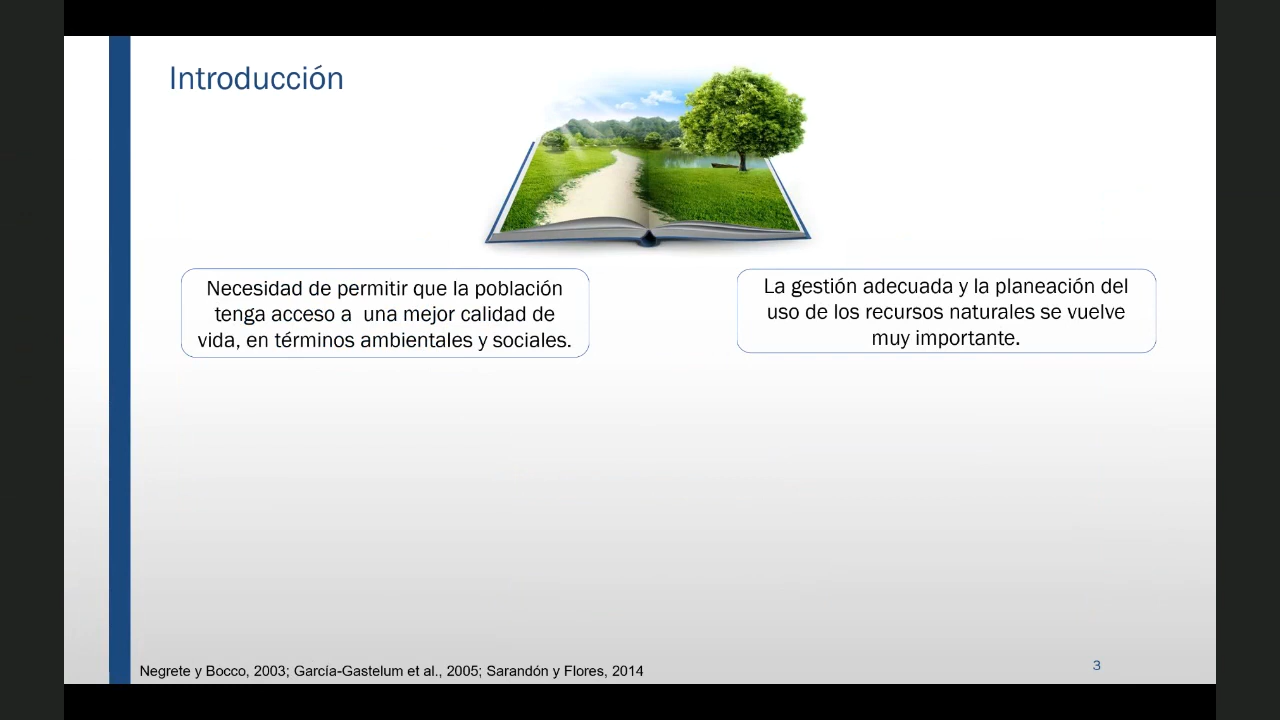 Introducción
Necesidad de permitir que la población
tenga acceso a  una mejor calidad de
vida, en términos ambientales y sociales.
La gestión adecuada y la planeación del
uso de los recursos naturales se vuelve
muy importante.
Negrete y Bocco, 2003; García-Gastelum et al., 2005; Sarandón y Flores, 2014
3